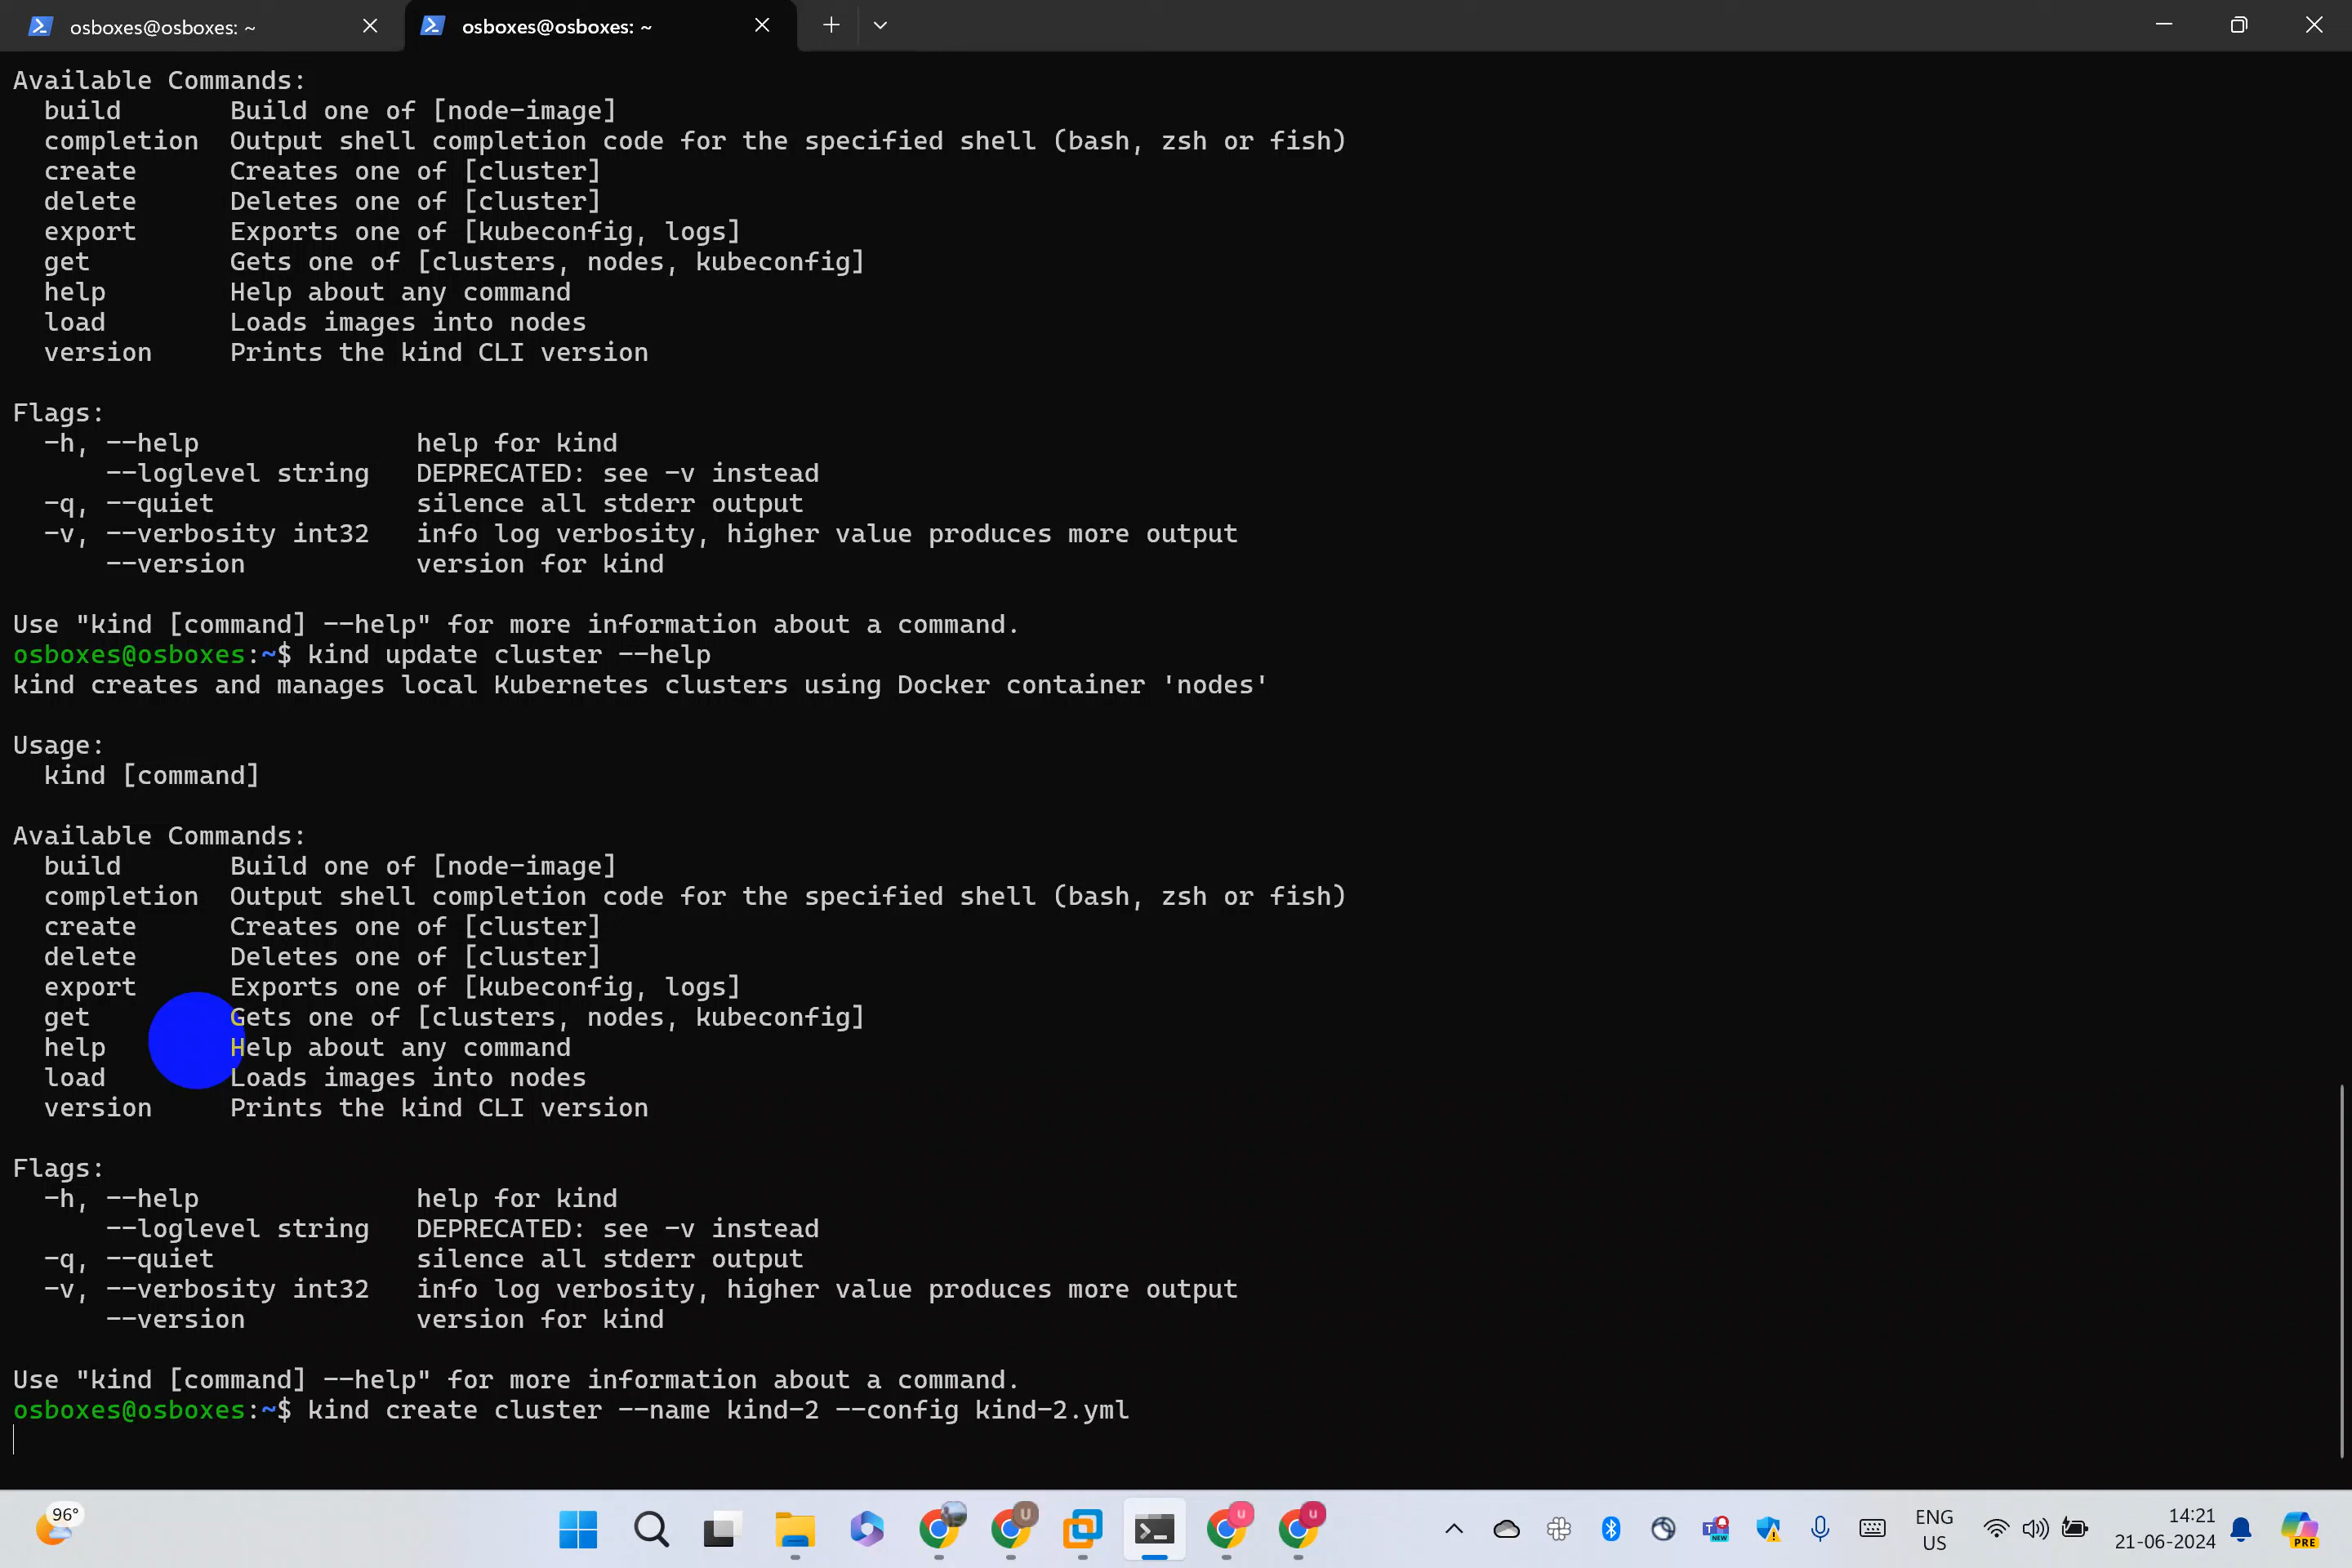 osboxes@osboxes: ~
osboxes@osboxes: ~
Available Commands:
build Build one of [node-image]
completion Output shell completion code for the specified shell (bash, zsh or fish)
create Creates one of [cluster]
delete Deletes one of [cluster]
export Exports one of [kubeconfig, logs]
get Gets one of [clusters, nodes, kubeconfig]
help Help about any command
load Loads images into nodes
version Prints the kind CLI version
Flags:
-h, --help help for kind
--loglevel string DEPRECATED: see -v instead
-q, --quiet silence all stderr output
-v, --verbosity int32 info log verbosity, higher value produces more output
--version version for kind
Use "kind [command] --help" for more information about a command.
osboxes@osboxes:~$ kind update cluster --help
kind creates and manages local Kubernetes clusters using Docker container 'nodes'
Usage:
kind [command]
Available Commands:
build Build one of [node-image]
completion Output shell completion code for the specified shell (bash, zsh or fish)
create Creates one of [cluster]
delete Deletes one of [cluster]
export Exports one of [kubeconfig, logs]
get Gets one of [clusters, nodes, kubeconfig]
help Help about any command
load Loads images into nodes
version Prints the kind CLI version
Flags:
-h, --help help for kind
--loglevel string DEPRECATED: see -v instead
-q, --quiet silence all stderr output
-v, --verbosity int32 info log verbosity, higher value produces more output
--version version for kind
Use "kind [command] --help" for more information about a command.
osboxes@osboxes:~$ kind create cluster --name kind-2 --config kind-2.yml
96°
U
u
u
NEW
ENG
US
14:21
21-06-2024
PRE